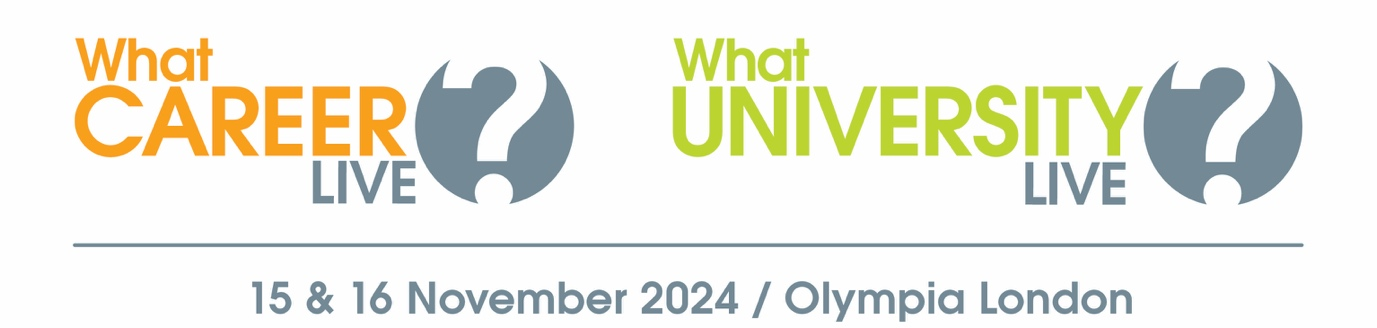 What
CAREER
LIVE
?
What
UNIVERSITY
LIVE
?
15 & 16 November 2024 / Olympia London